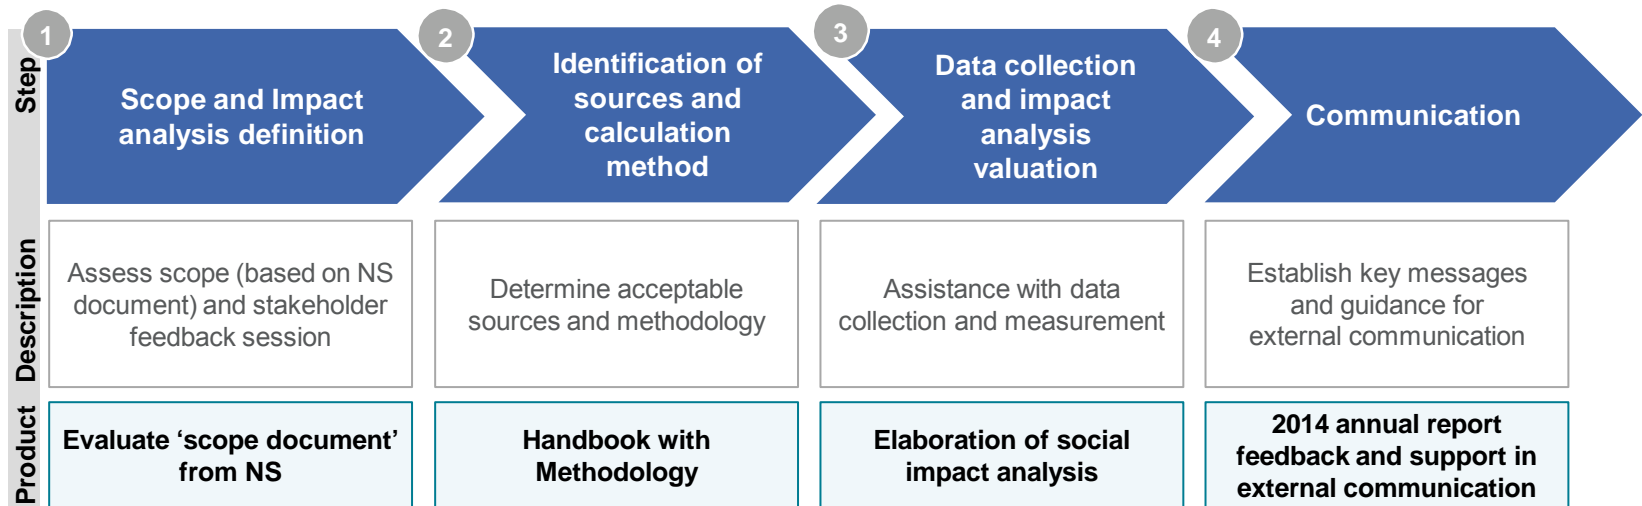 Step
1
Scope and Impact
analysis definition
2
Identification of
sources and
calculation
method
3
Data collection
and impact
analysis
valuation
4
Communication
Description
Assess scope (based on NS
document) and stakeholder
feedback session
Determine acceptable
sources and methodology
Assistance with data
collection and measurement
Establish key messages
and guidance for
external communication
Product
Evaluate ‘scope document’
from NS
Handbook with
Methodology
Elaboration of social
impact analysis
2014 annual report
feedback and support in
external communication